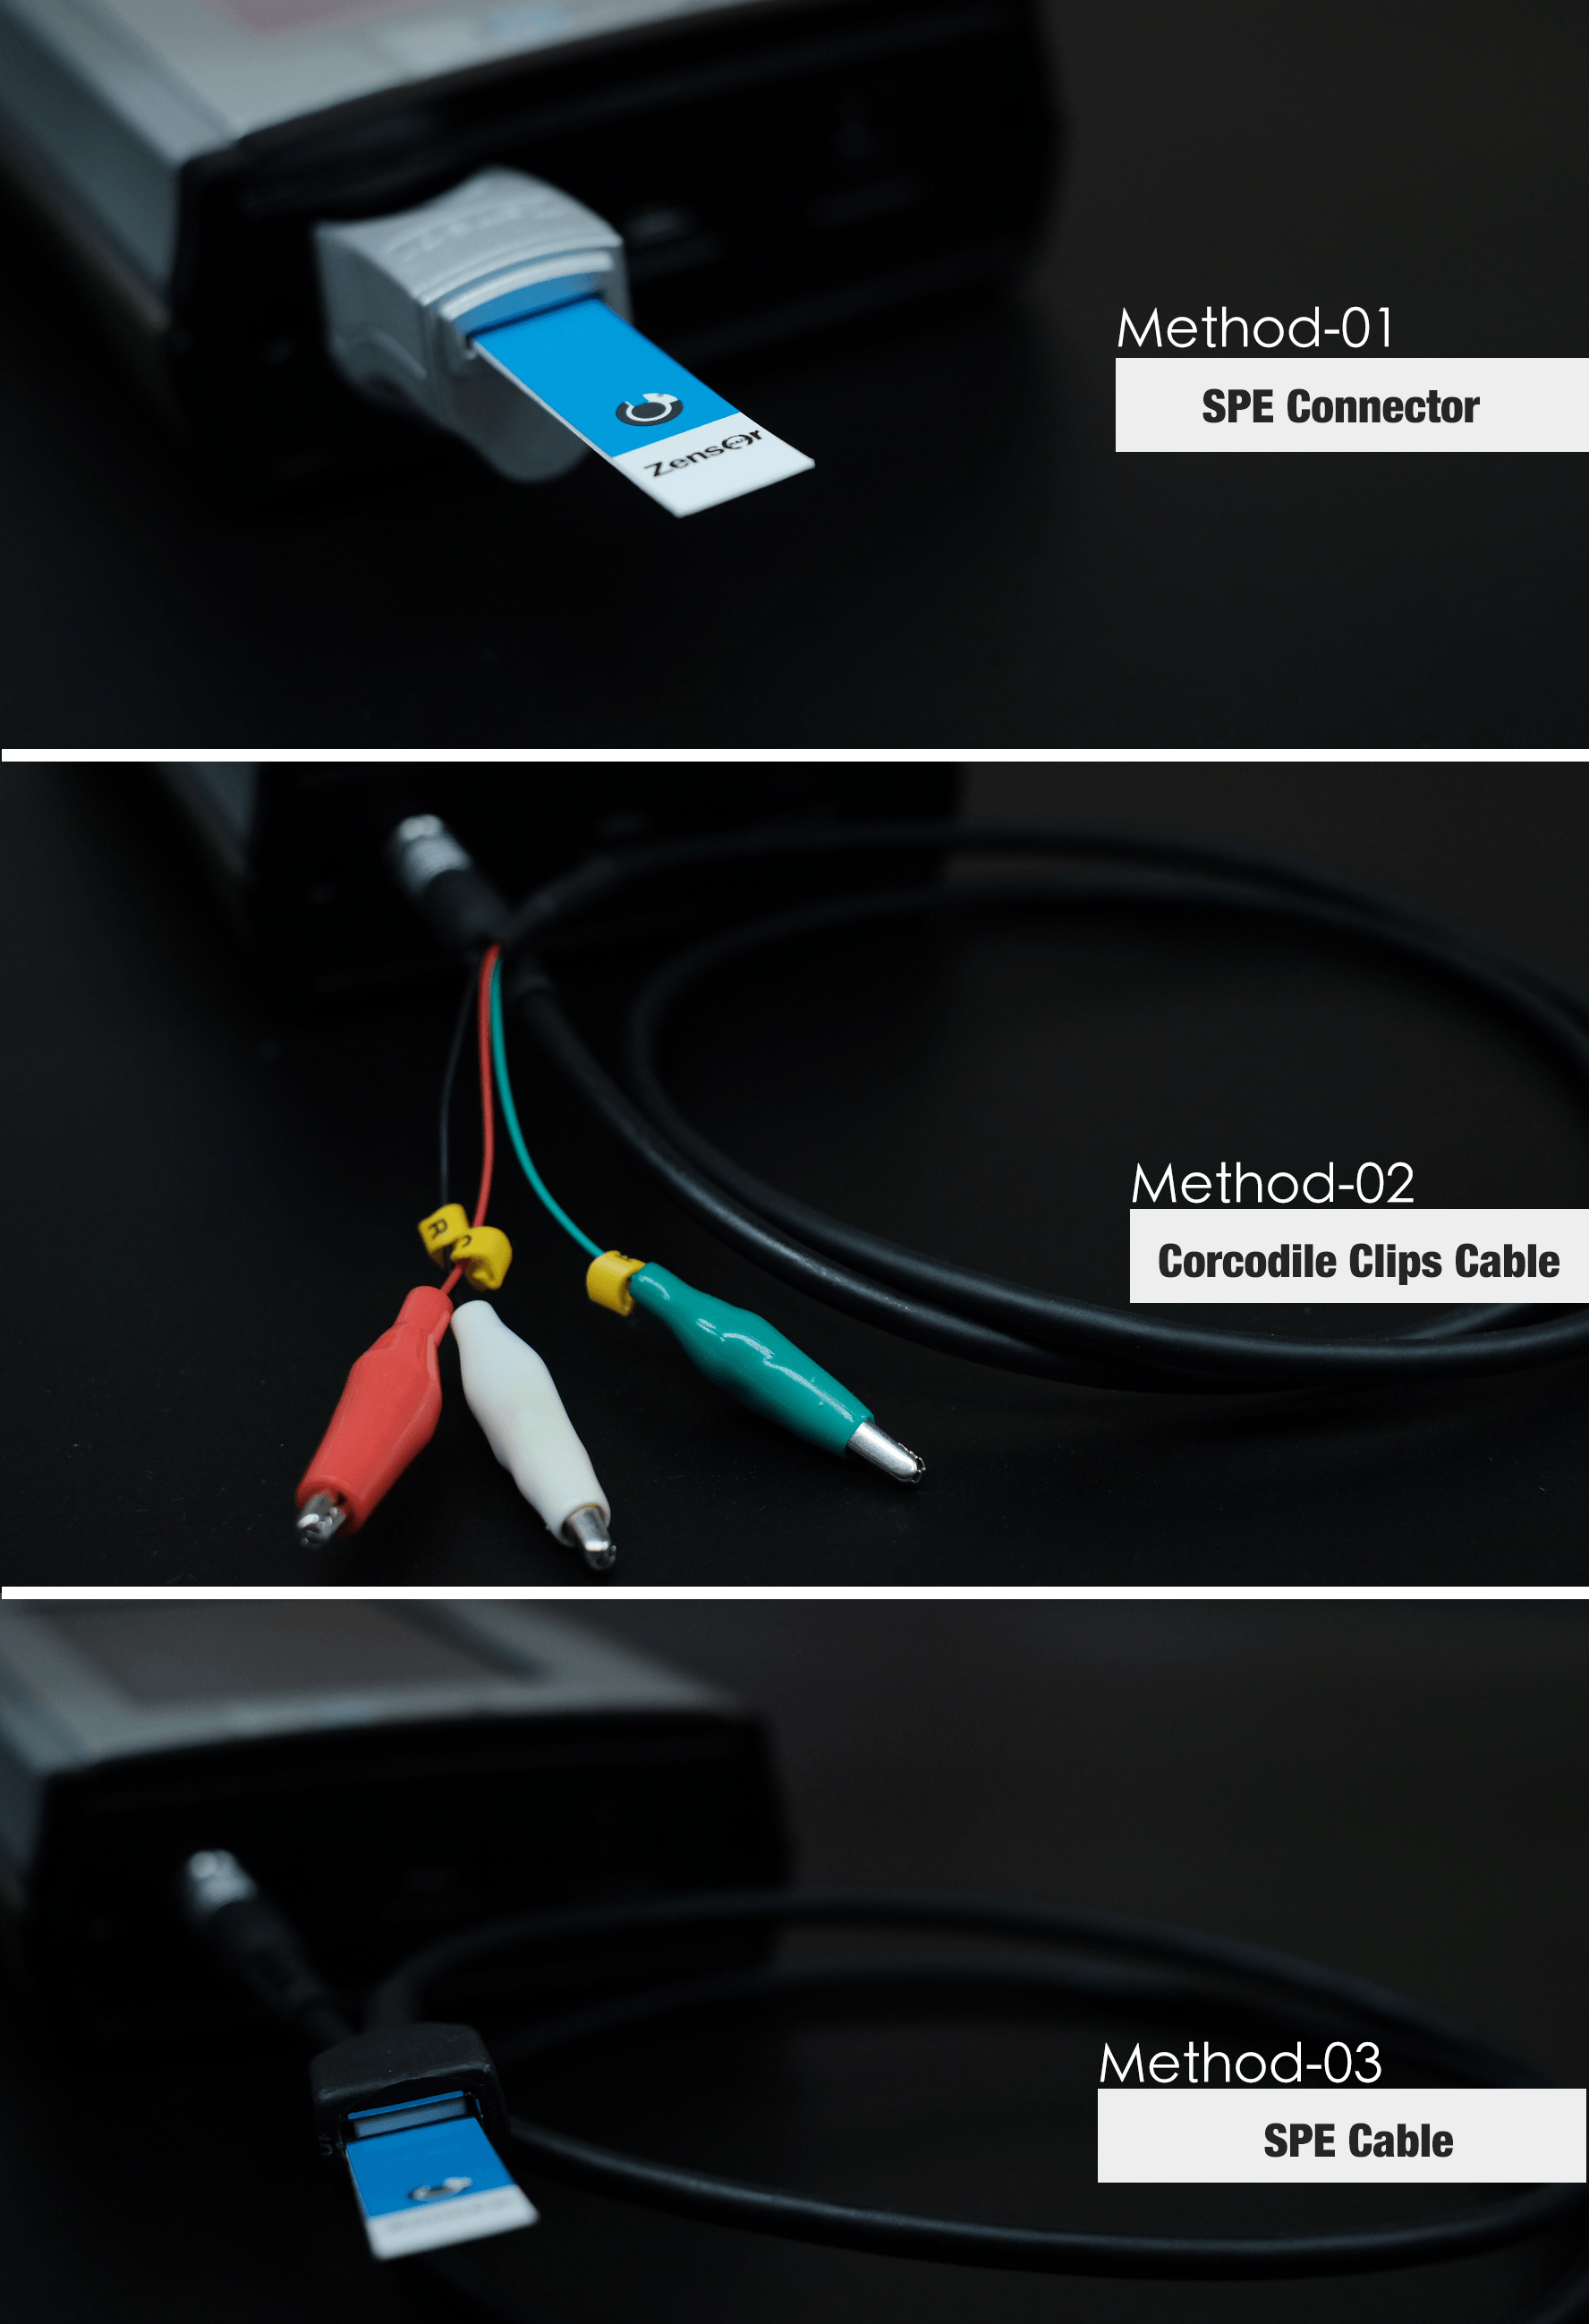 Method-01
SPE Connector
Zensor
Method-02
Corcodile Clips Cable
R
C
Method-03
SPE Cable